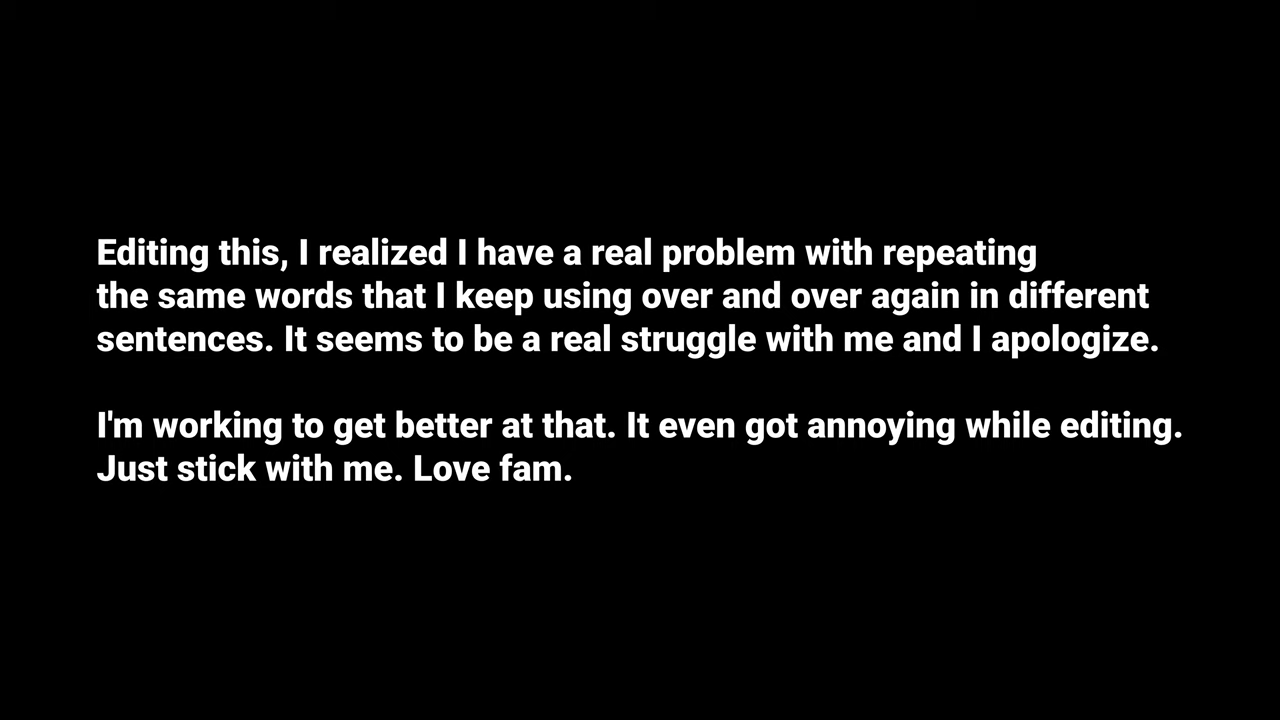 Editing this, I realized I have a real problem with repeating
the same words that I keep using over and over again in different
sentences. It seems to be a real struggle with me and I apologize.
I'm working to get better at that. It even got annoying while editing.
Just stick with me. Love fam.